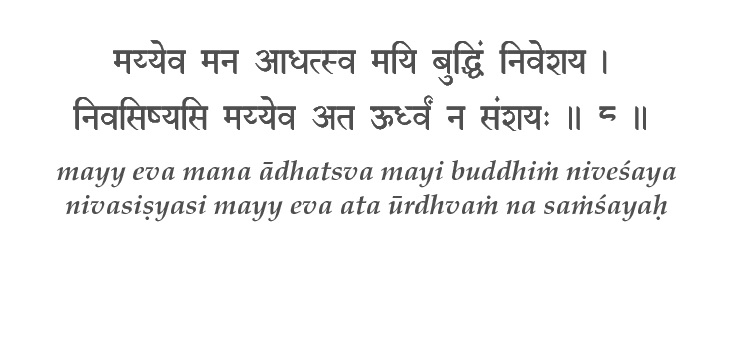 मय्येव मन आधत्स्व मयि बुद्धिं निवेशय ।
निवसिष्यसि मय्येव अत ऊर्ध्वं न संशयः ॥ ८ ॥
mayy eva mana ādhatsva mayi buddhiṁ niveśaya
nivasiṣyasi mayy eva ata ūrdhvaṁ na saṁśayaḥ